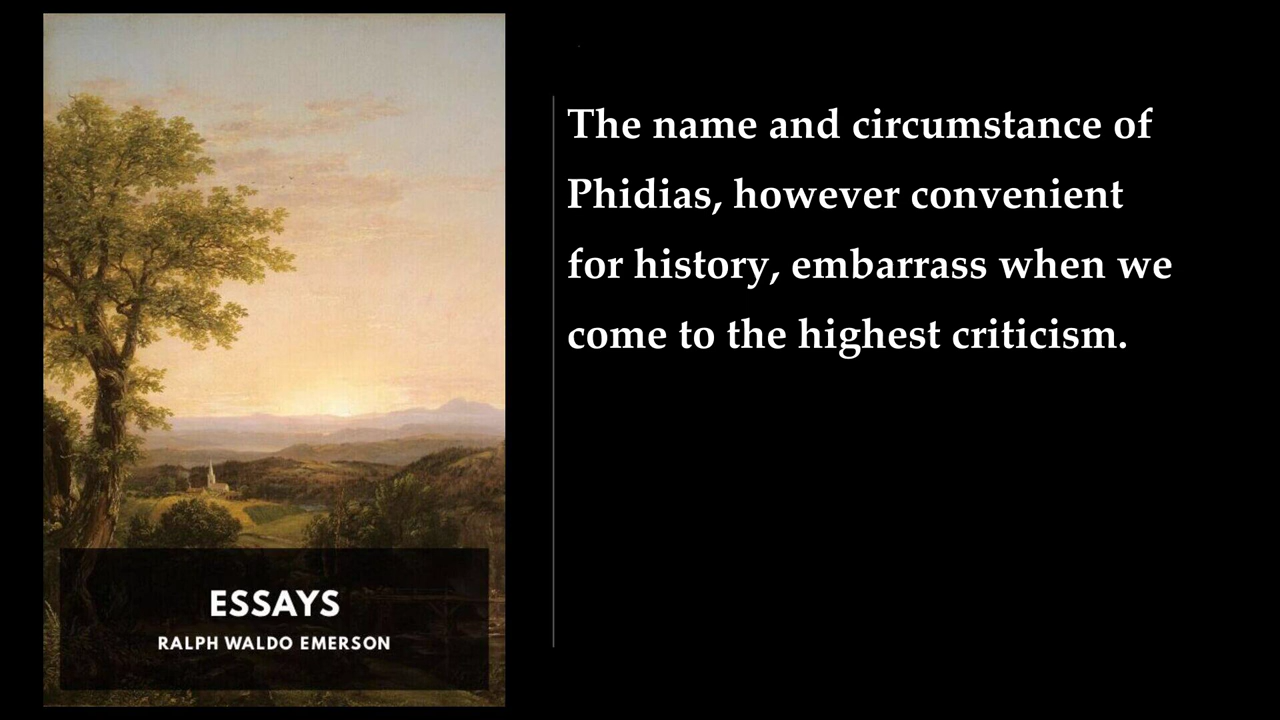 ESSAYS
RALPH WALDO EMERSON
The name and circumstance of
Phidias, however convenient
for history, embarrass when we
come to the highest criticism.